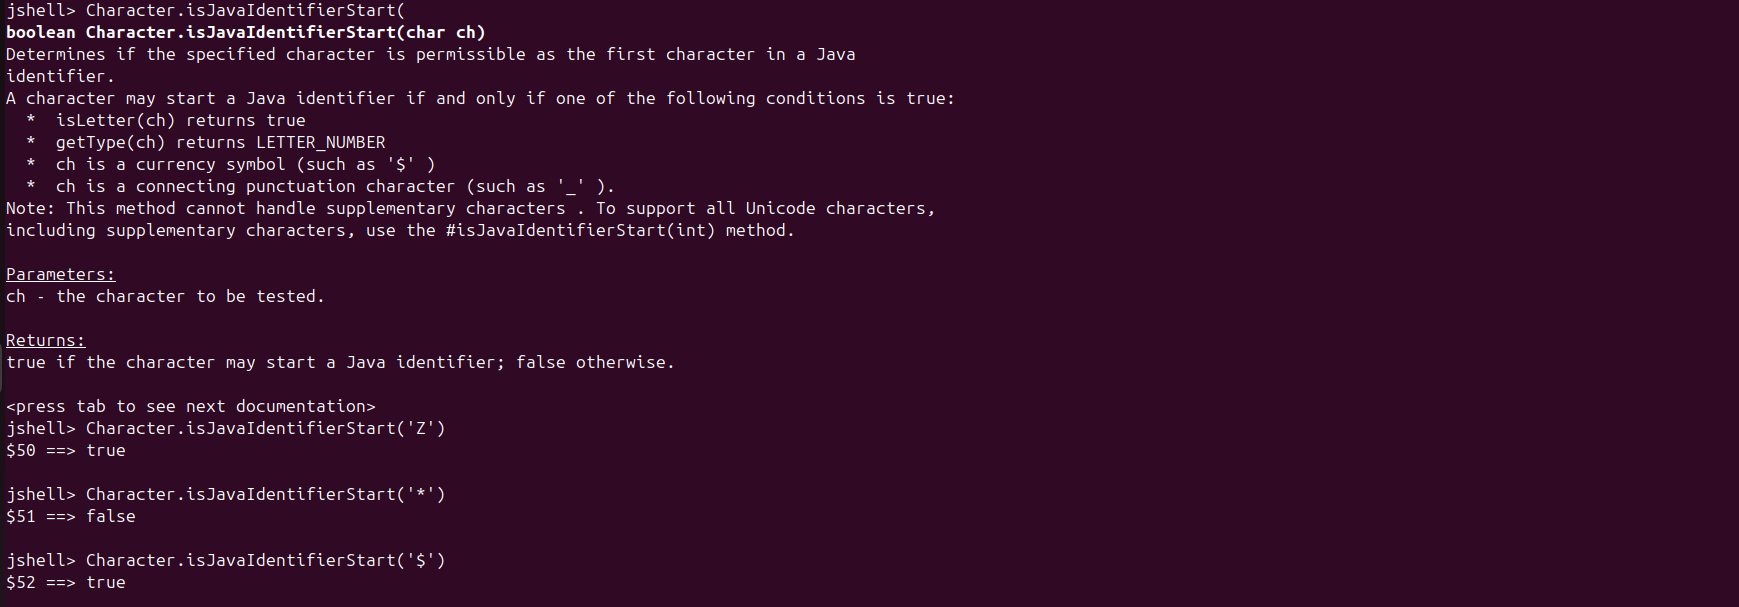 jshell> Character.isJavaIdentifierStart(
boolean Character.isJavaIdentifierStart(char ch)
Determines if the specified character is permissible as the first character in a Java
identifier.
A character may start a Java identifier if and only if one of the following conditions is true:
  *  isLetter(ch) returns true
  *  getType(ch) returns LETTER_NUMBER
  *  ch is a currency symbol (such as '$' )
  *  ch is a connecting punctuation character (such as '_' ).
Note: This method cannot handle supplementary characters . To support all Unicode characters,
including supplementary characters, use the #isJavaIdentifierStart(int) method.

Parameters:
ch - the character to be tested.

Returns:
true if the character may start a Java identifier; false otherwise.

<press tab to see next documentation>
jshell> Character.isJavaIdentifierStart('Z')
$50 ==> true

jshell> Character.isJavaIdentifierStart('*')
$51 ==> false

jshell> Character.isJavaIdentifierStart('$')
$52 ==> true